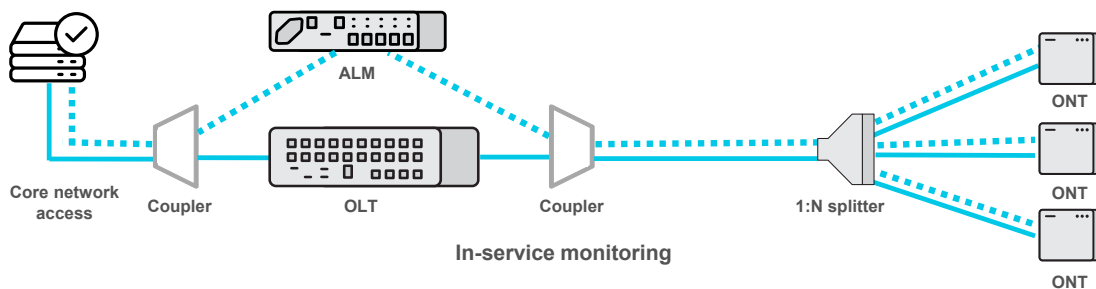 ALM
ONT
Core network
access
Coupler
OLT
Coupler
1:N splitter
ONT
In-service monitoring
ONT